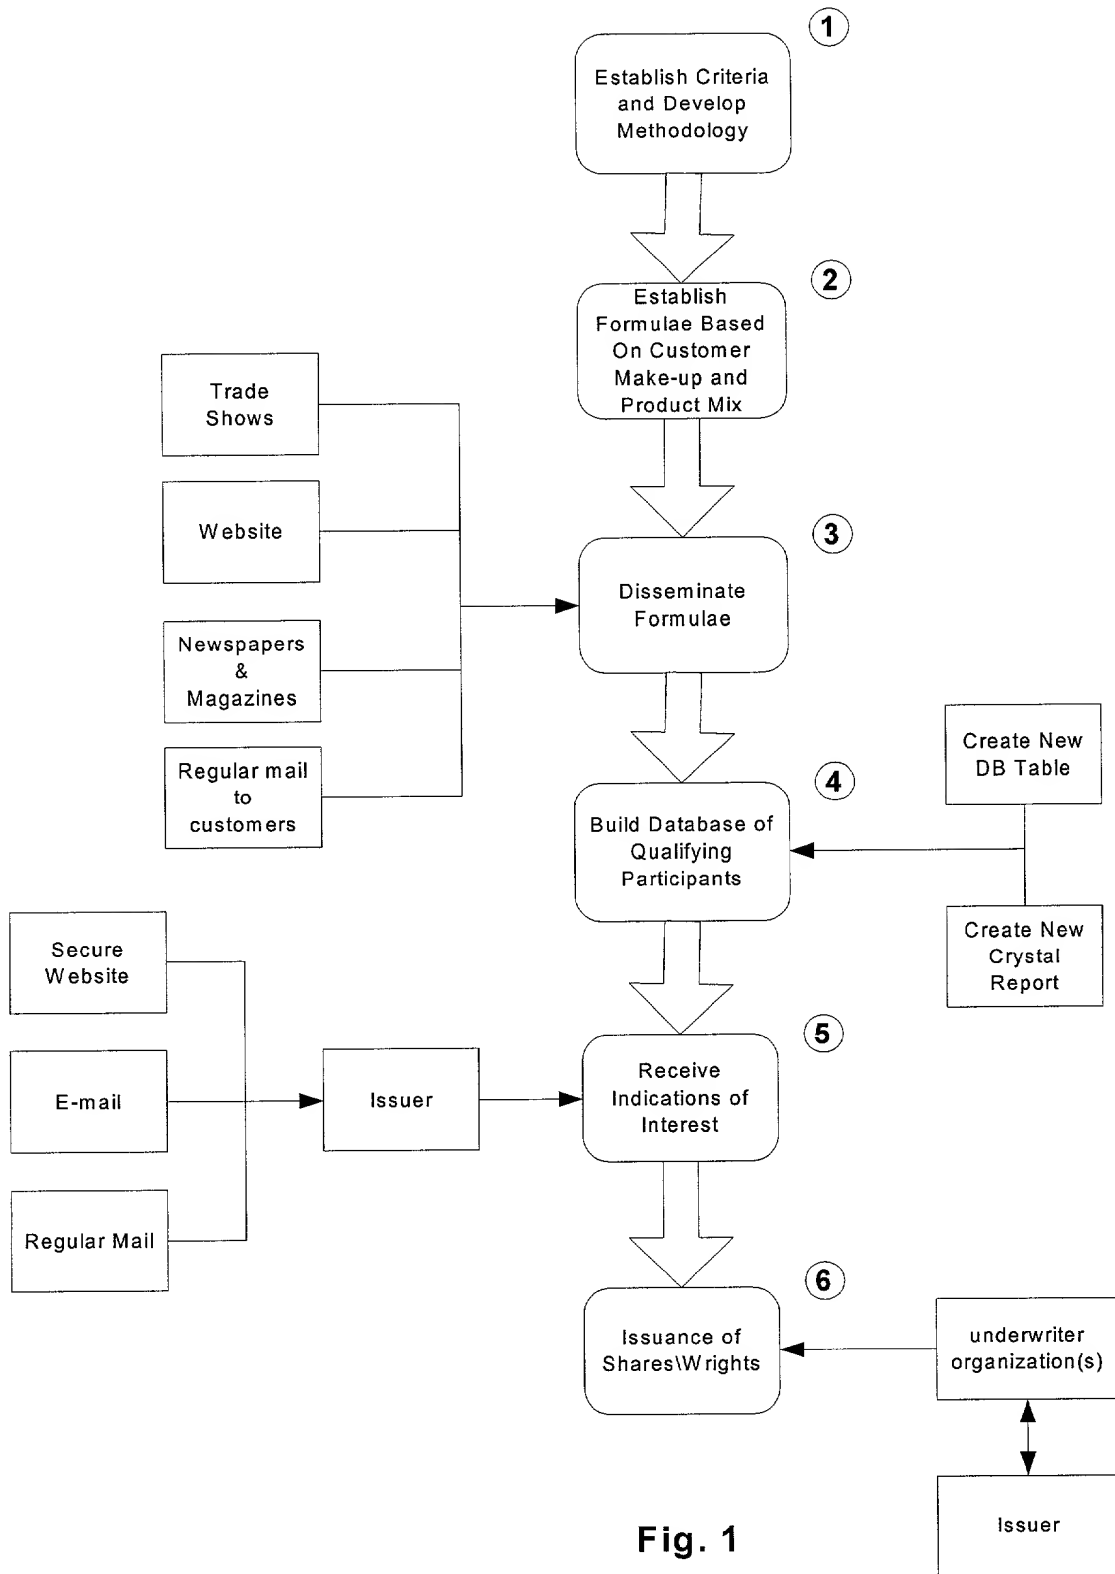 1
Establish Criteria
and Develop
Methodology
2
Establish
Formulae Based
On Customer
Make-up and
Product Mix
Trade
Shows
Website
Newspapers
&
Magazines
Regular mail
to
customers
3
Disseminate
Formulae
4
Build Database of
Qualifying
Participants
Create New
DB Table
Create New
Crystal
Report
Secure
Website
E-mail
Regular Mail
Issuer
5
Receive
Indications of
Interest
6
Issuance of
Shares\Wrights
underwriter
organization(s)
Issuer
Fig. 1